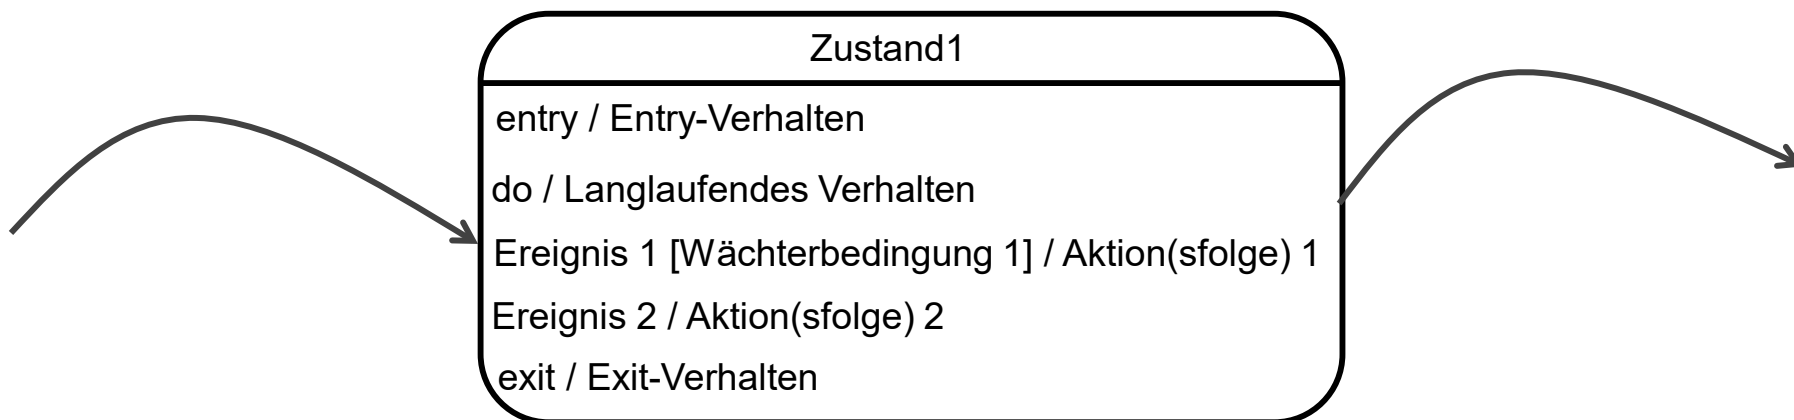 Zustand1
entry / Entry-Verhalten
do / Langlaufendes Verhalten
Ereignis 1 [Wächterbedingung 1] / Aktion(sfolge) 1
Ereignis 2 / Aktion(sfolge) 2
exit / Exit-Verhalten